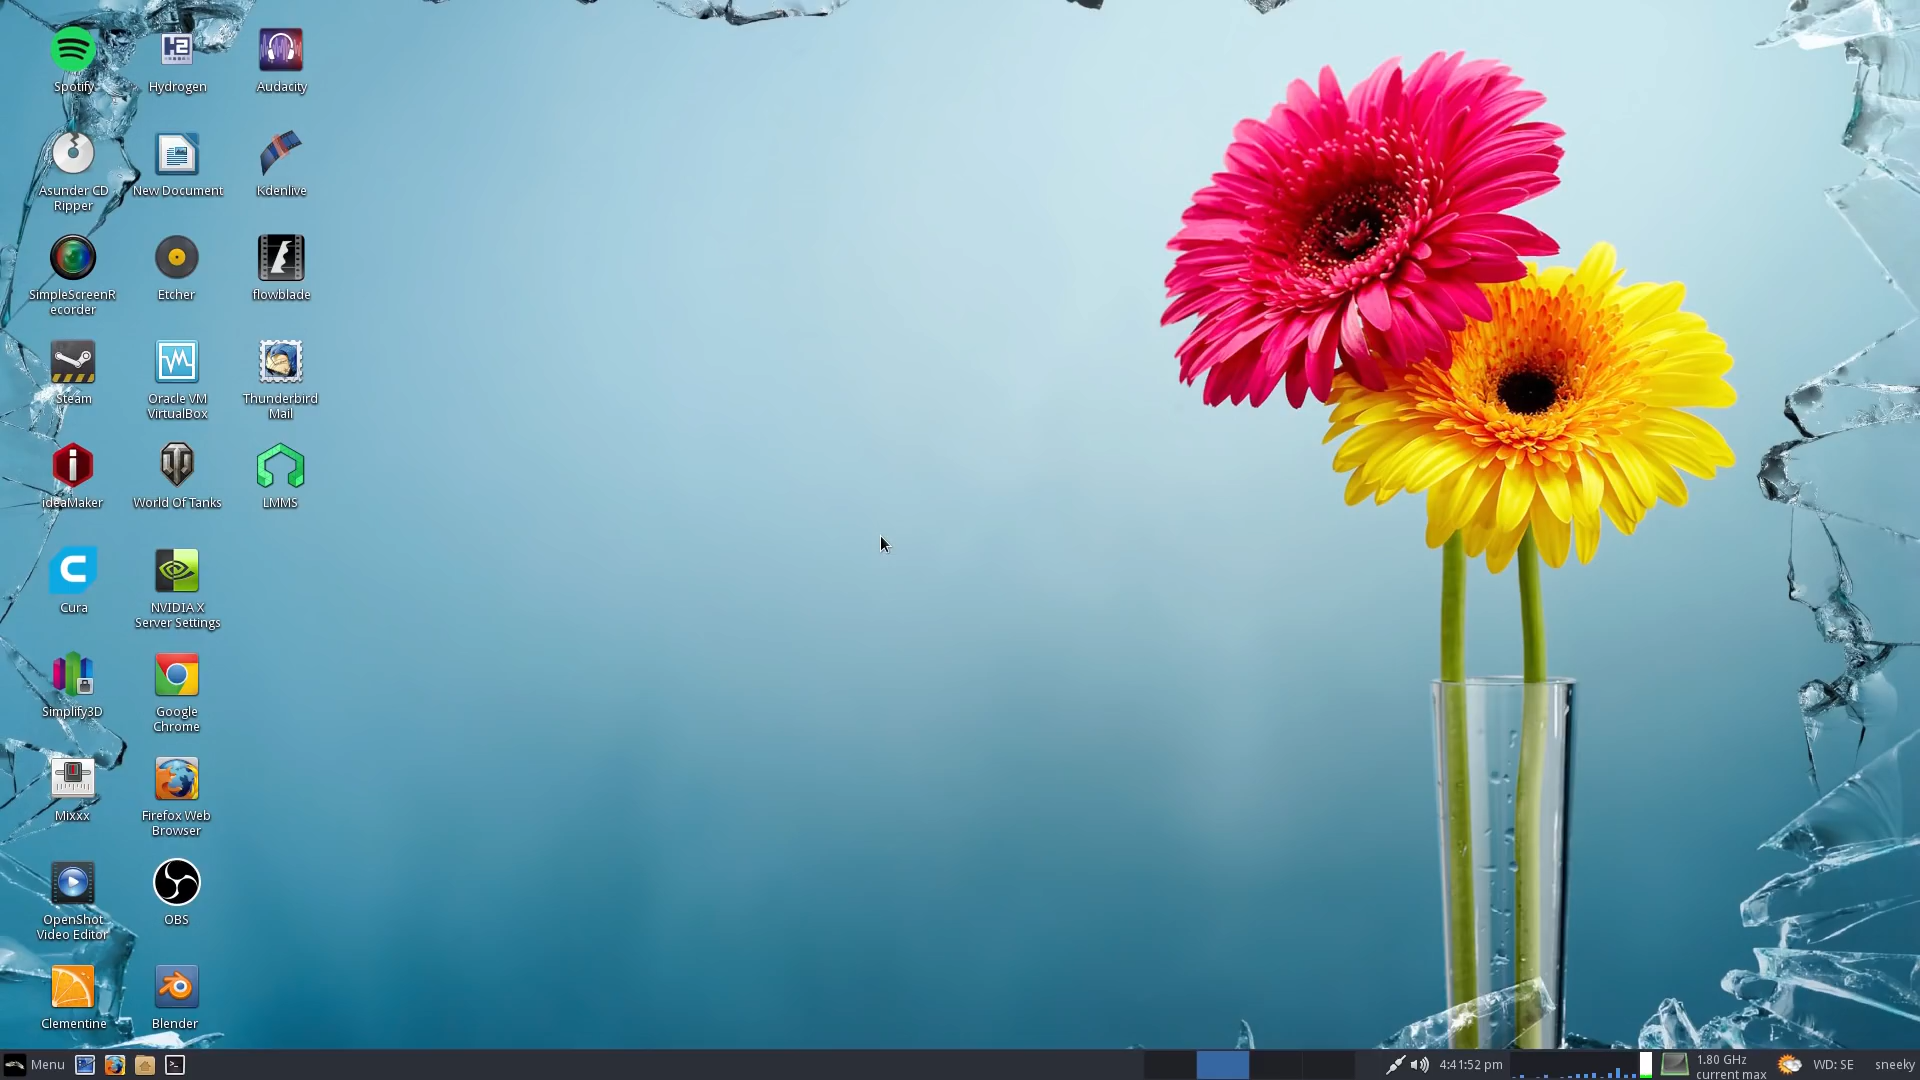 Spotify
Hydrogen
Audacity
Asunder CD
Ripper
New Document
Kdenlive
SimpleScreenR
ecorder
Etcher
flowblade
Steam
Oracle VM
VirtualBox
Thunderbird
Mail
ideaMaker
World Of Tanks
LMMS
Cura
NVIDIA X
Server Settings
Simplify3D
Google
Chrome
Mixxx
Firefox Web
Browser
OpenShot
Video Editor
OBS
Clementine
Blender
Menu
4:41:52 pm
1.80 GHz
current max
WD: SE
sneeky